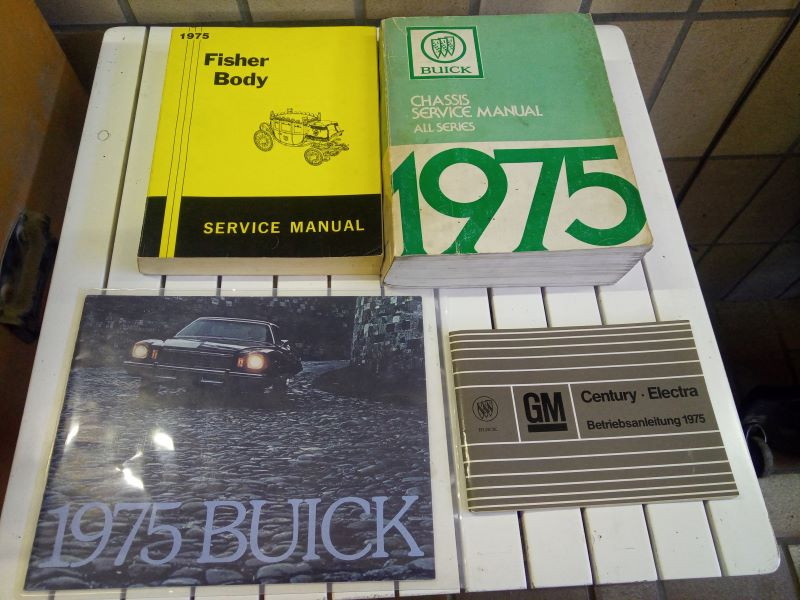 1975
Fisher
Body
SERVICE MANUAL
BUICK
CHASSIS
SERVICE MANUAL
ALL SERIES
1975
1975 BUICK
BUICK
GM
Century · Electra
Betriebsanleitung 1975